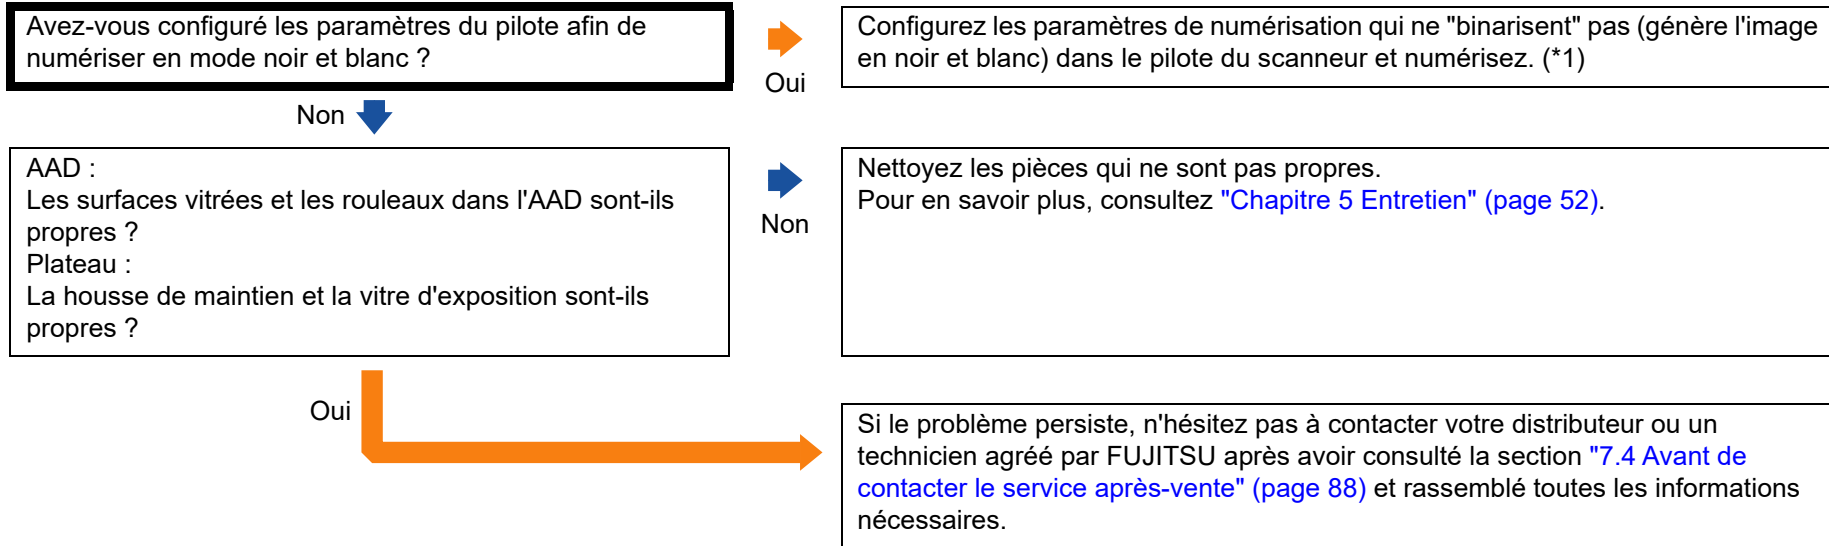 Avez-vous configuré les paramètres du pilote afin de
numériser en mode noir et blanc ?
Oui
Configurez les paramètres de numérisation qui ne "binarisent" pas (génère l'image
en noir et blanc) dans le pilote du scanneur et numérisez. (*1)
Non
AAD :
Les surfaces vitrées et les rouleaux dans l'AAD sont-ils
propres ?
Plateau :
La housse de maintien et la vitre d'exposition sont-ils
propres ?
Non
Nettoyez les pièces qui ne sont pas propres.
Pour en savoir plus, consultez "Chapitre 5 Entretien" (page 52).
Oui
Si le problème persiste, n'hésitez pas à contacter votre distributeur ou un
technicien agréé par FUJITSU après avoir consulté la section "7.4 Avant de
contacter le service après-vente" (page 88) et rassemblé toutes les informations
nécessaires.